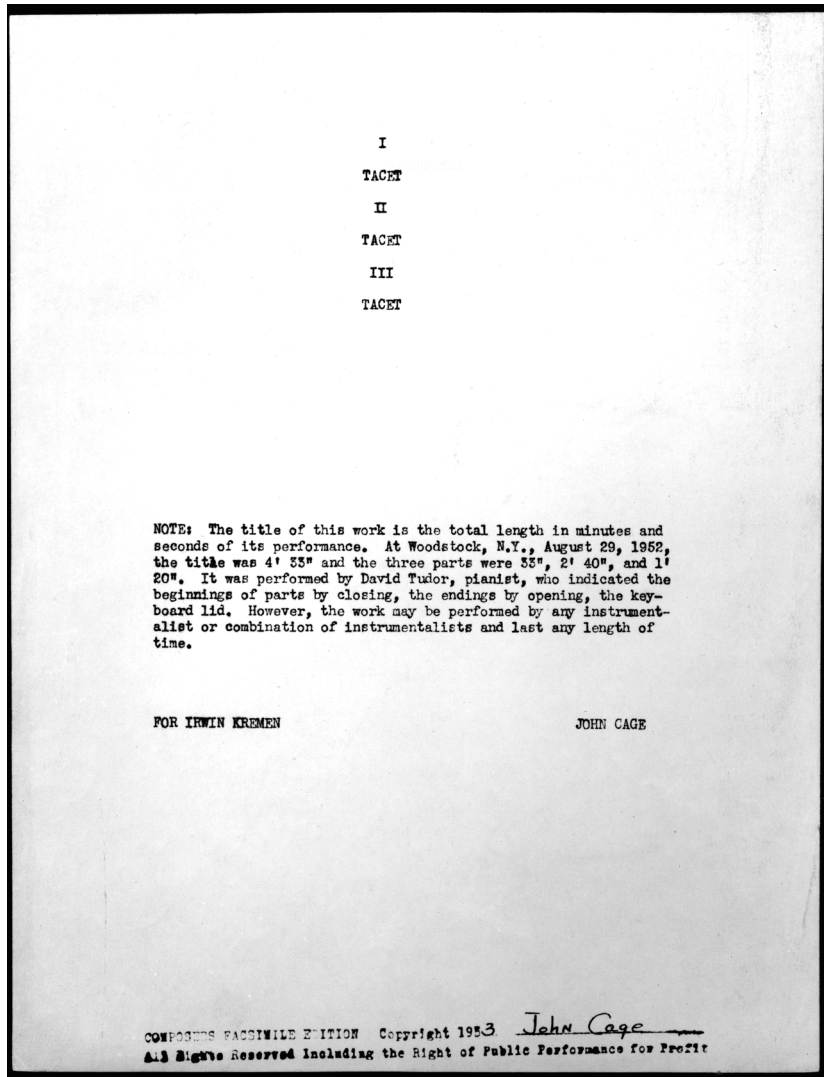 I
TACET
II
TACET
III
TACET
NOTE: The title of this work is the total length in minutes and
seconds of its performance. At Woodstock, N.Y., August 29, 1952,
the title was 4' 33" and the three parts were 33", 2' 40", and 1'
20". It was performed by David Tudor, pianist, who indicated the
beginnings of parts by closing, the endings by opening, the key-
board lid. However, the work may be performed by any instrument-
alist or combination of instrumentalists and last any length of
time.
FOR IRWIN KREMEN JOHN CAGE
COMPOSERS FACSIMILE EDITION Copyright 1953 John Cage
All Rights Reserved Including the Right of Public Performance for Profit